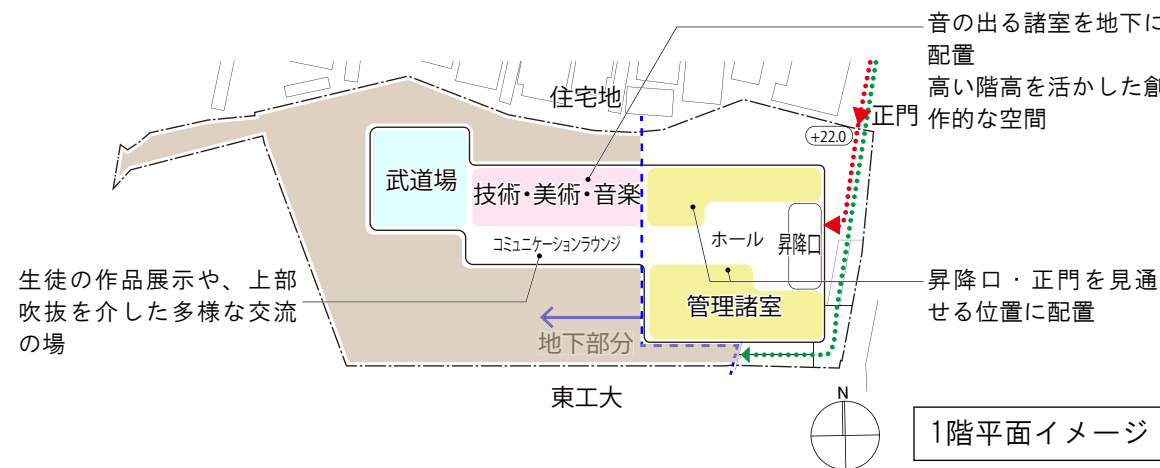 音の出る諸室を地下に
配置
高い階高を活かした創
作的な空間
住宅地
正門
+22.0
武道場
技術・美術・音楽
コミュニケーションラウンジ
ホール
昇降口
生徒の作品展示や、上部
吹抜を介した多様な交流
の場
昇降口・正門を見通
せる位置に配置
管理諸室
地下部分
東工大
N
1階平面イメージ